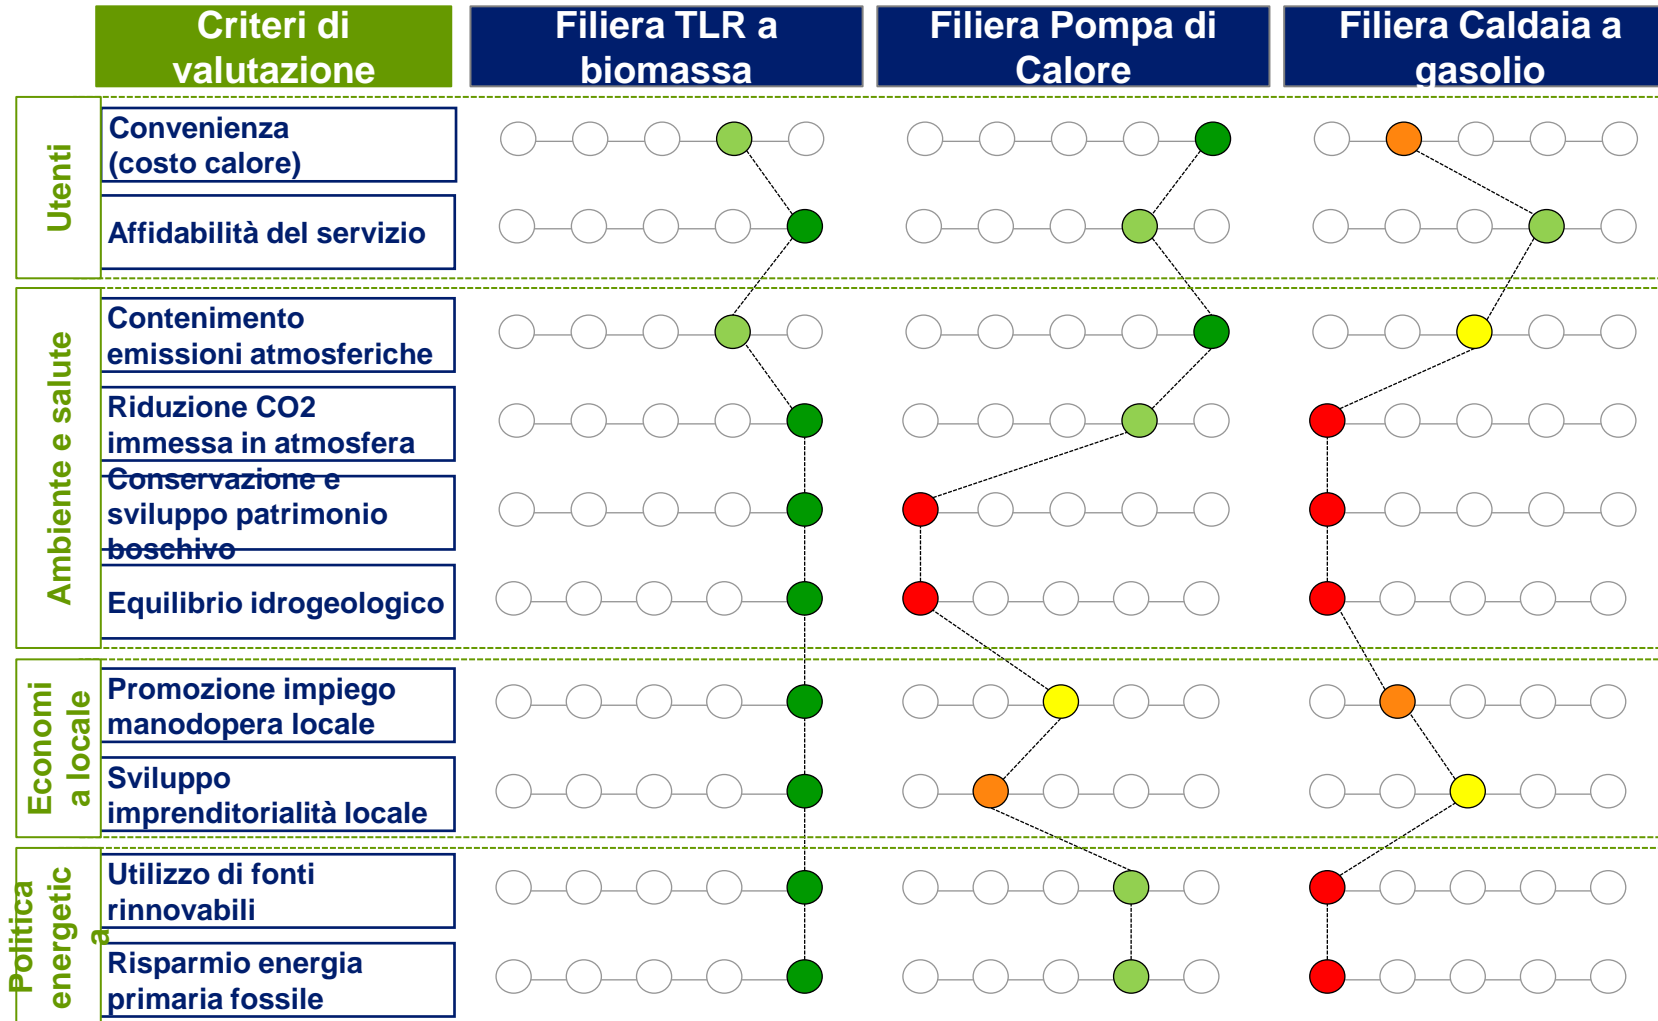 Criteri di
valutazione
Filiera TLR a
biomassa
Filiera Pompa di
Calore
Filiera Caldaia a
gasolio
Utenti
Convenienza
(costo calore)
Affidabilità del servizio
Ambiente e salute
Contenimento
emissioni atmosferiche
Riduzione CO2
immessa in atmosfera
Conservazione e
sviluppo patrimonio
boschivo
Equilibrio idrogeologico
Economi
a locale
Promozione impiego
manodopera locale
Sviluppo
imprenditorialità locale
Politica
energetic
a
Utilizzo di fonti
rinnovabili
Risparmio energia
primaria fossile